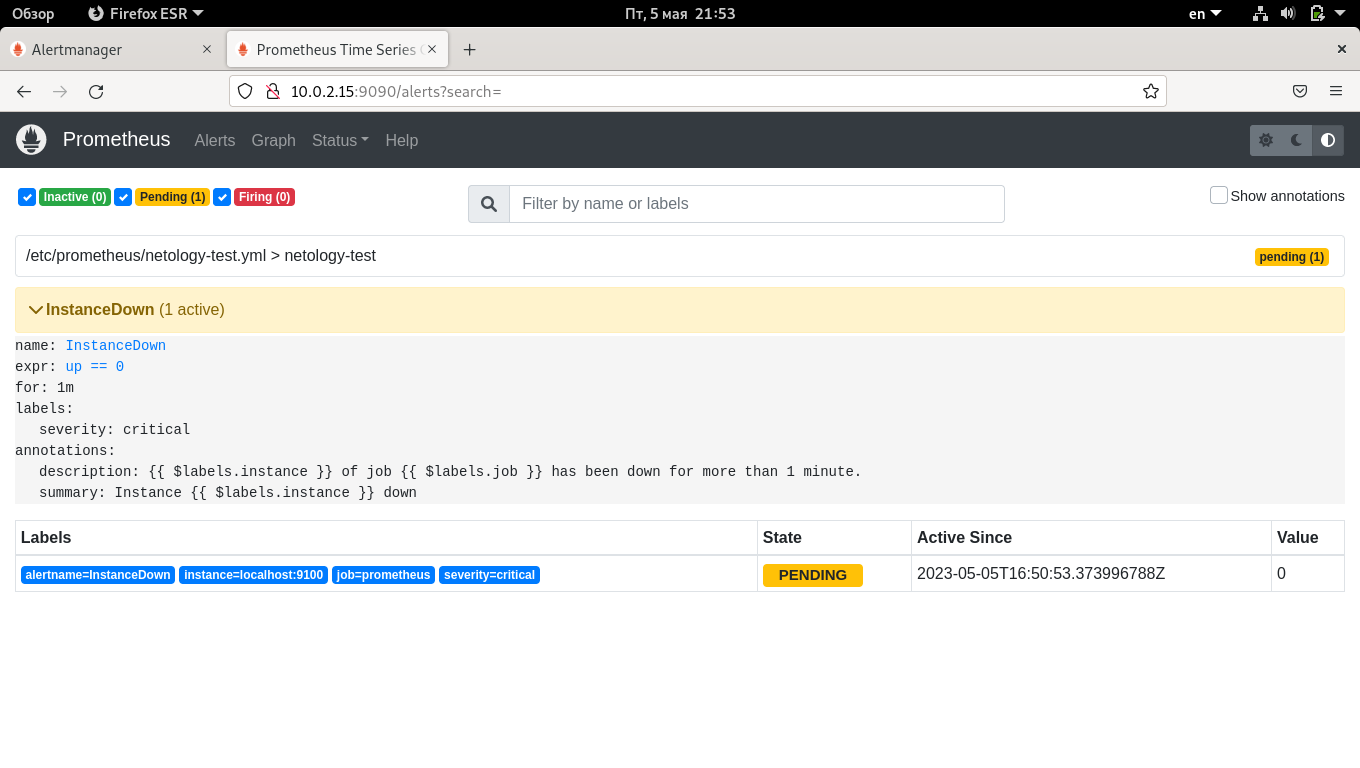 Обзор Firefox ESR Пт, 5 мая 21:53 en
Alertmanager Prometheus Time Series
10.0.2.15:9090/alerts?search=
Prometheus Alerts Graph Status Help
Inactive (0) Pending (1) Firing (0) Filter by name or labels Show annotations
/etc/prometheus/netology-test.yml > netology-test pending (1)
InstanceDown (1 active)
name: InstanceDown
expr: up == 0
for: 1m
labels:
severity: critical
annotations:
description: {{ $labels.instance }} of job {{ $labels.job }} has been down for more than 1 minute.
summary: Instance {{ $labels.instance }} down
Labels State Active Since Value
alertname=InstanceDown instance=localhost:9100 job=prometheus severity=critical PENDING 2023-05-05T16:50:53.373996788Z 0